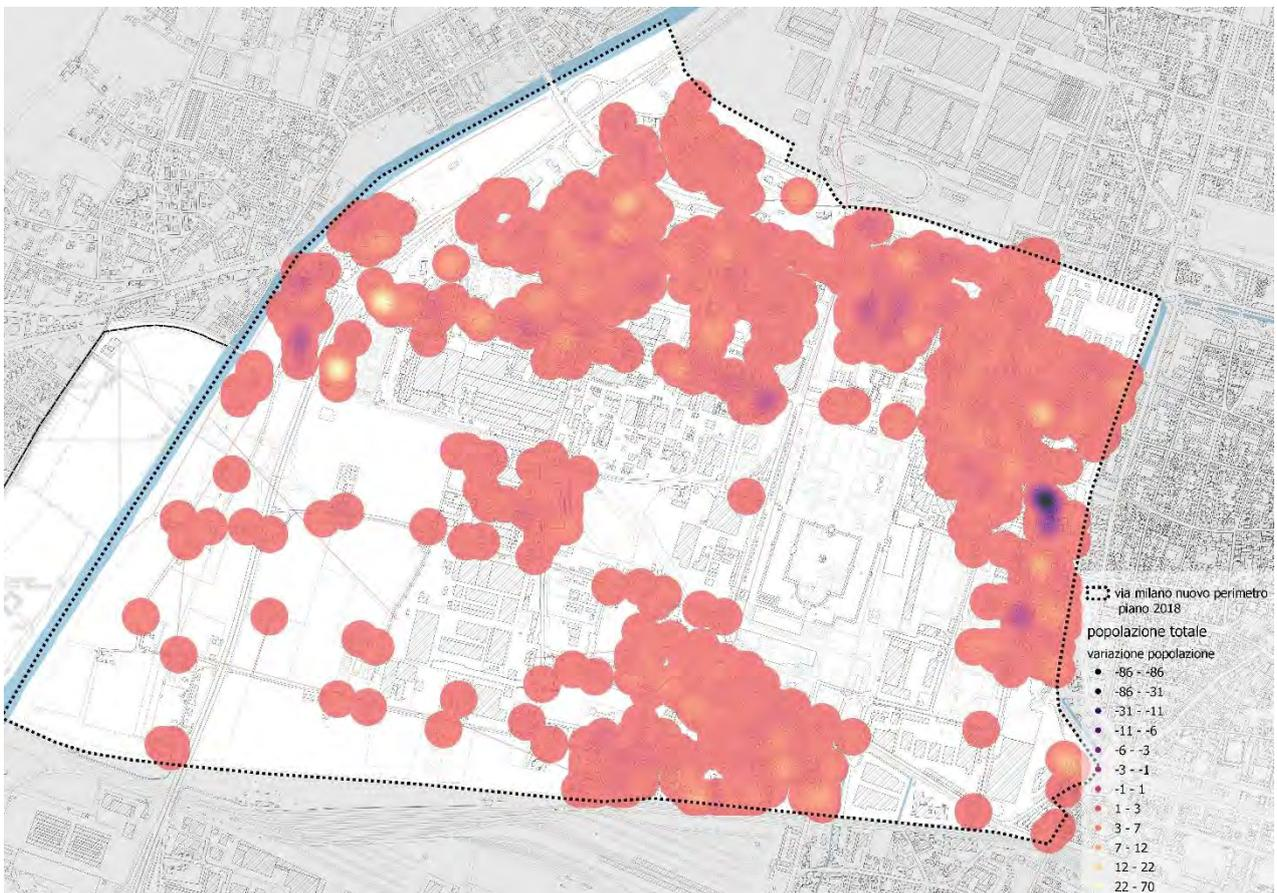 via milano nuovo perimetro
piano 2018
popolazione totale
variazione popolazione
-86 - -86
-86 - -31
-31 - -11
-11 - -6
-6 - -3
-3 - -1
-1 - 1
1 - 3
3 - 7
7 - 12
12 - 22
22 - 70